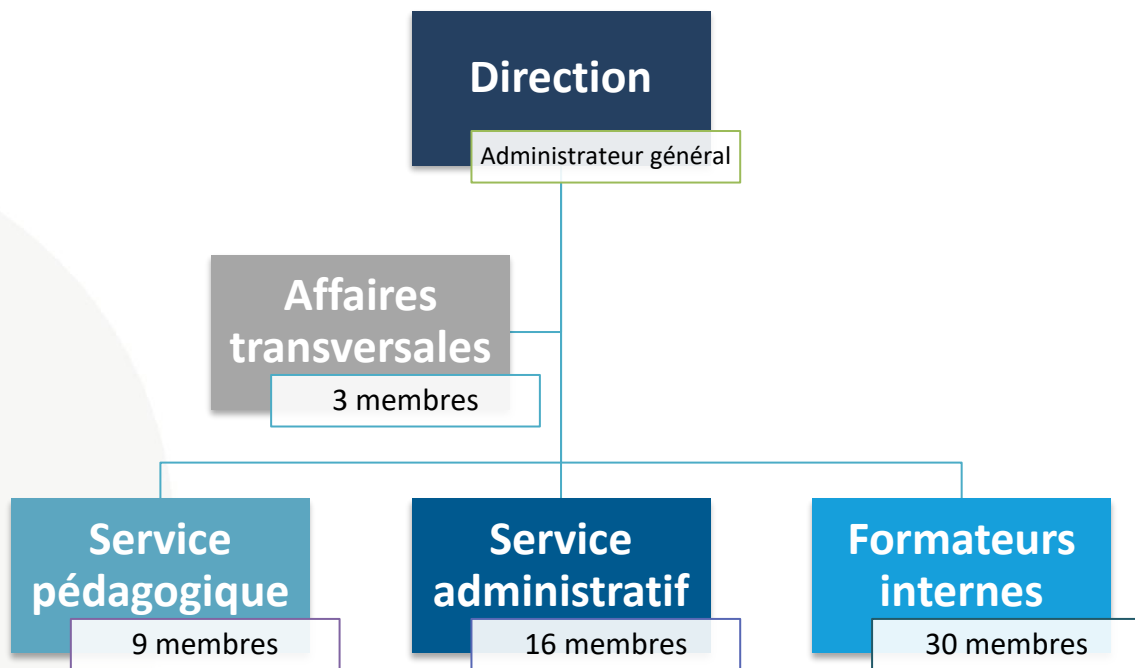 Direction
Administrateur général
Affaires
transversales
3 membres
Service
pédagogique
9 membres
Service
administratif
16 membres
Formateurs
internes
30 membres